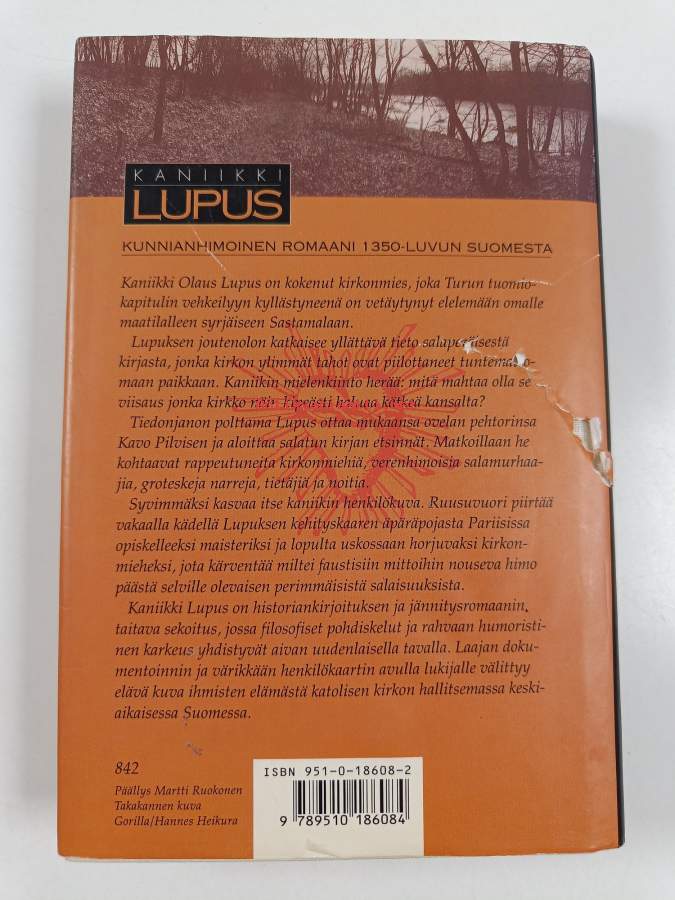 KANIIKKI
LUPUS
KUNNIANHIMOINEN ROMAANI 1350-LUVUN SUOMESTA
Kaniikki Olaus Lupus on kokenut kirkonmies, joka Turun tuomio-
kapitulin vehkeilyyn kyllästyneenä on vetäytynyt elelemään omalle
maatilalleen syrjäiseen Sastamalaan.
Lupuksen joutenolon katkaisee yllättävä tieto salaperäisestä
kirjasta, jonka kirkon ylimmät tahot ovat piilottaneet
omaan paikkaan. Kaniikin mielenkiinto herää: mitä mahtaa olla se
viisaus jonka kirkko näin kiivaasti haluaa kätkeä kansalta?
Tiedonjanon polttama Lupus ottaa mukaansa ovelan pehtorinsa
Kavo Pilvisen ja aloittaa salatun kirjan etsinnät. Matkoillaan he
kohtaavat rappeutuneita kirkonmiehiä, verenhimoisia salamurhaa-
jia, groteskeja narreja, tietäjiä ja noitia.
Syvimmäksi kasvaa itse kaniikin henkilökuva. Ruusuvuori piirtää
vakaalla kädellä Lupuksen kehityskaaren äpäräpojasta Pariisissa
opiskelleeksi maisteriksi ja lopulta uskossaan horjuvaksi kirkon-
mieheksi, jota kärventää miltei faustisiin mittoihin nouseva himo
päästä selville olevaisen perimmäisistä salaisuuksista.
Kaniikki Lupus on historiankirjoituksen ja jännitysromaanin
taitava sekoitus, jossa filosofiset pohdiskelut ja rahvaan humoristi-
nen karkeus yhdistyvät aivan uudenlaisella tavalla. Laajan doku-
mentoinnin ja värikkään henkilökaartin avulla lukijalle välittyy
elävä kuva ihmisten elämästä katolisen kirkon hallitsemassa keski-
aikaisessa Suomessa.
842
Päällys Martti Ruokonen
Takakannen kuva
Gorilla/Hannes Heikura
ISBN 951-0-18608-2
9 789510 186084